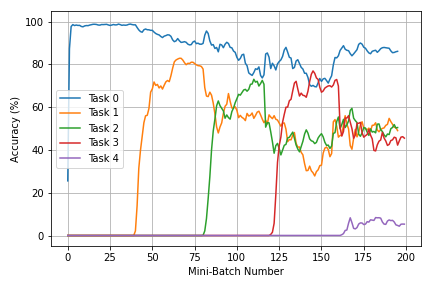 100
80
60
40
20
0
Accuracy (%)
Task 0
Task 1
Task 2
Task 3
Task 4
0 25 50 75 100 125 150 175 200
Mini-Batch Number